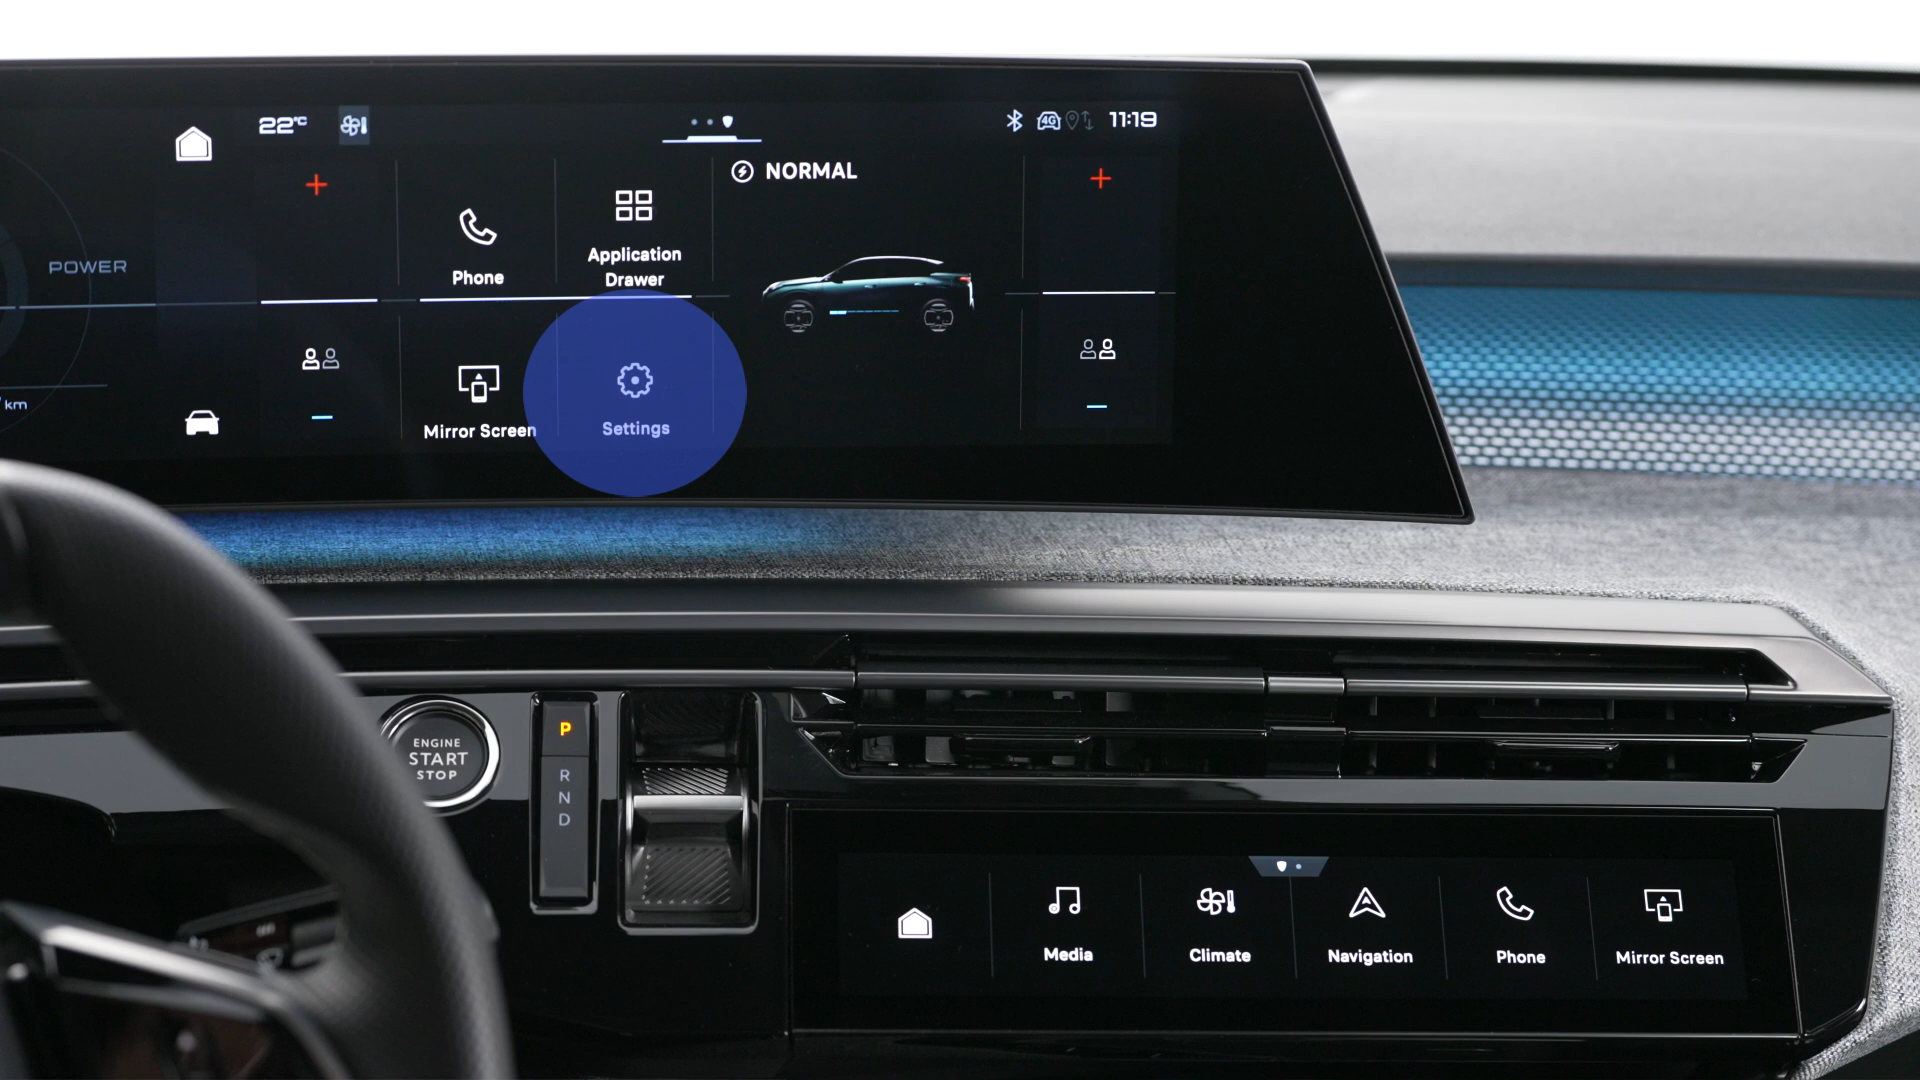 22°C
4G
11:19
NORMAL
POWER
Phone
Application
Drawer
km
Mirror Screen
Settings
ENGINE
START
STOP
P
R
N
D
Media
Climate
Navigation
Phone
Mirror Screen